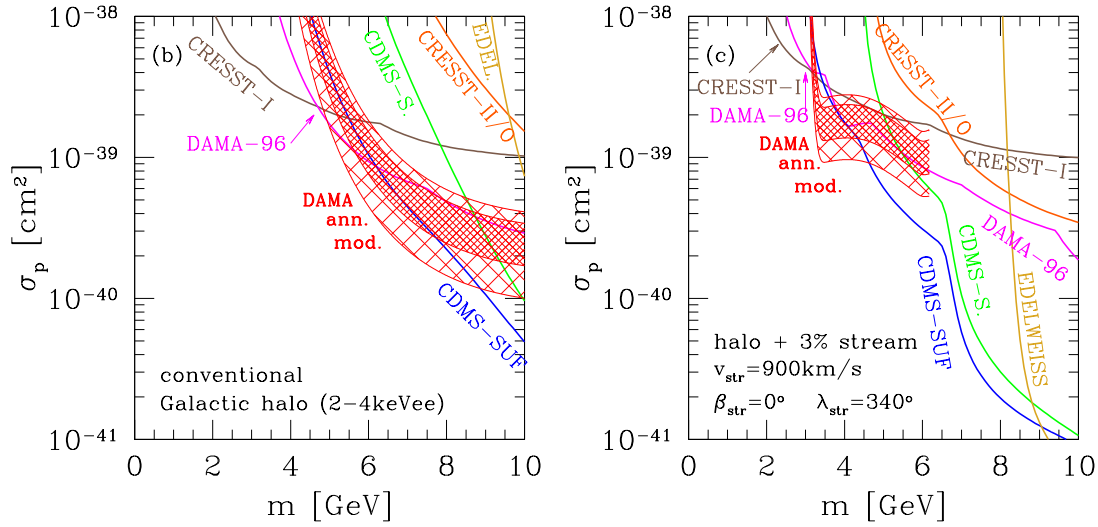 10⁻³⁸
(b)
CRESST-I
CDMS-S.
CRESST-II/O
EDEL.
DAMA-96
10⁻³⁹
DAMA
ann.
mod.
σp [cm²]
10⁻⁴⁰
CDMS-SUF
conventional
Galactic halo (2-4keVee)
10⁻⁴¹
0 2 4 6 8 10
m [GeV]
10⁻³⁸
(c)
CRESST-I
CRESST-II/O
DAMA-96
10⁻³⁹
DAMA
ann.
mod.
CRESST-I
σp [cm²]
DAMA-96
CDMS-S.
10⁻⁴⁰
CDMS-SUF
EDELWEISS
halo + 3% stream
vstr=900km/s
βstr=0° λstr=340°
10⁻⁴¹
0 2 4 6 8 10
m [GeV]